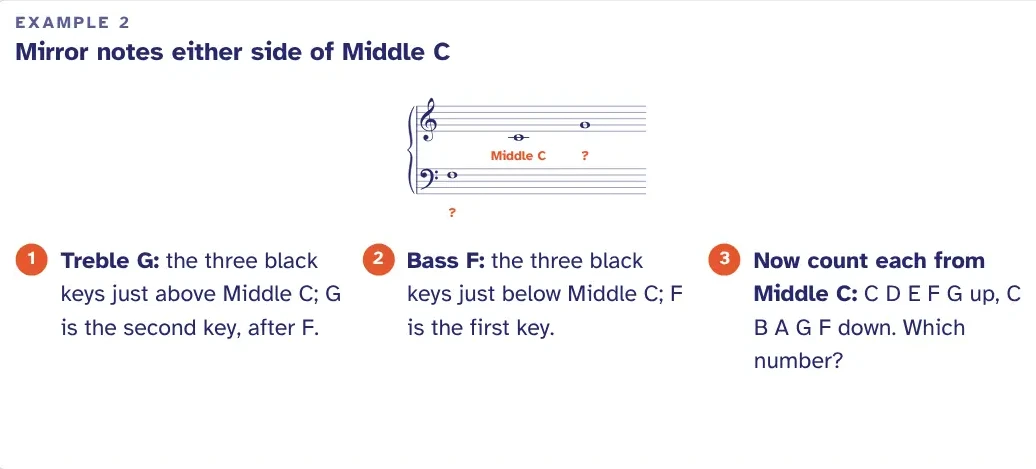 EXAMPLE 2
Mirror notes either side of Middle C
Middle C
?
?
1
Treble G: the three black
keys just above Middle C; G
is the second key, after F.
2
Bass F: the three black
keys just below Middle C; F
is the first key.
3
Now count each from
Middle C: C D E F G up, C
B A G F down. Which
number?